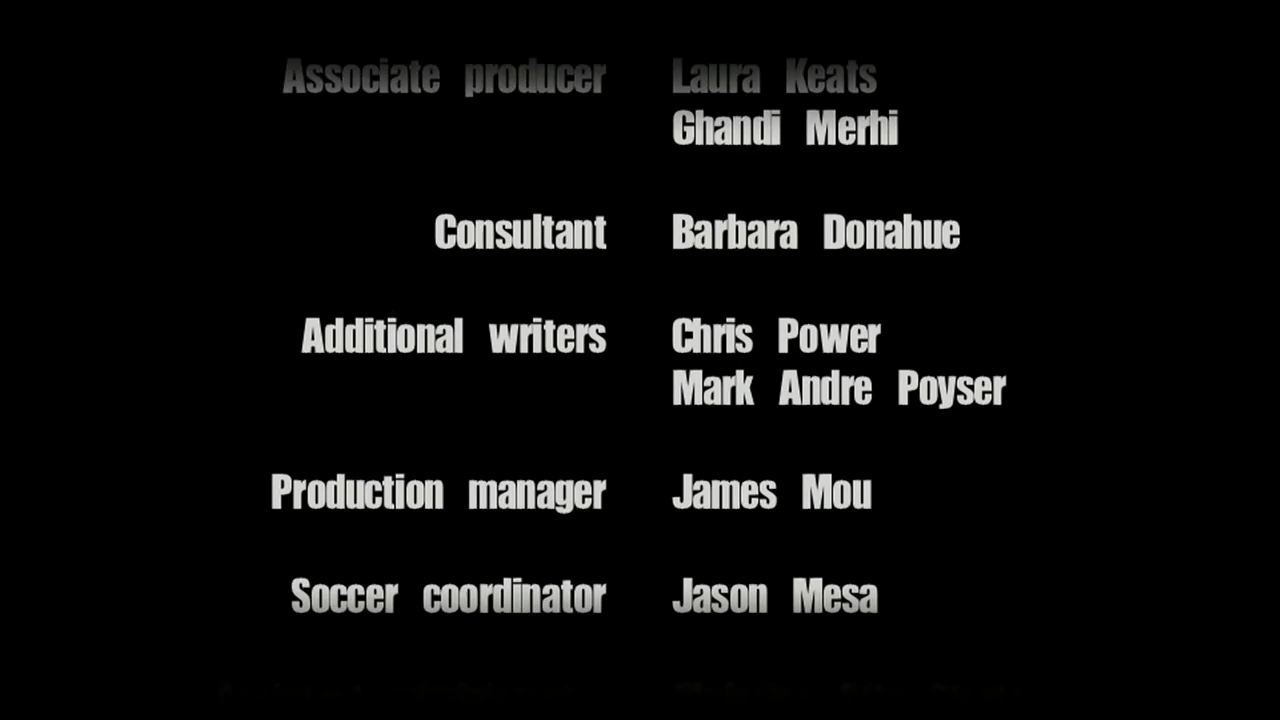 Associate producer Laura Keats
Ghandi Merhi
Consultant Barbara Donahue
Additional writers Chris Power
Mark Andre Poyser
Production manager James Mou
Soccer coordinator Jason Mesa